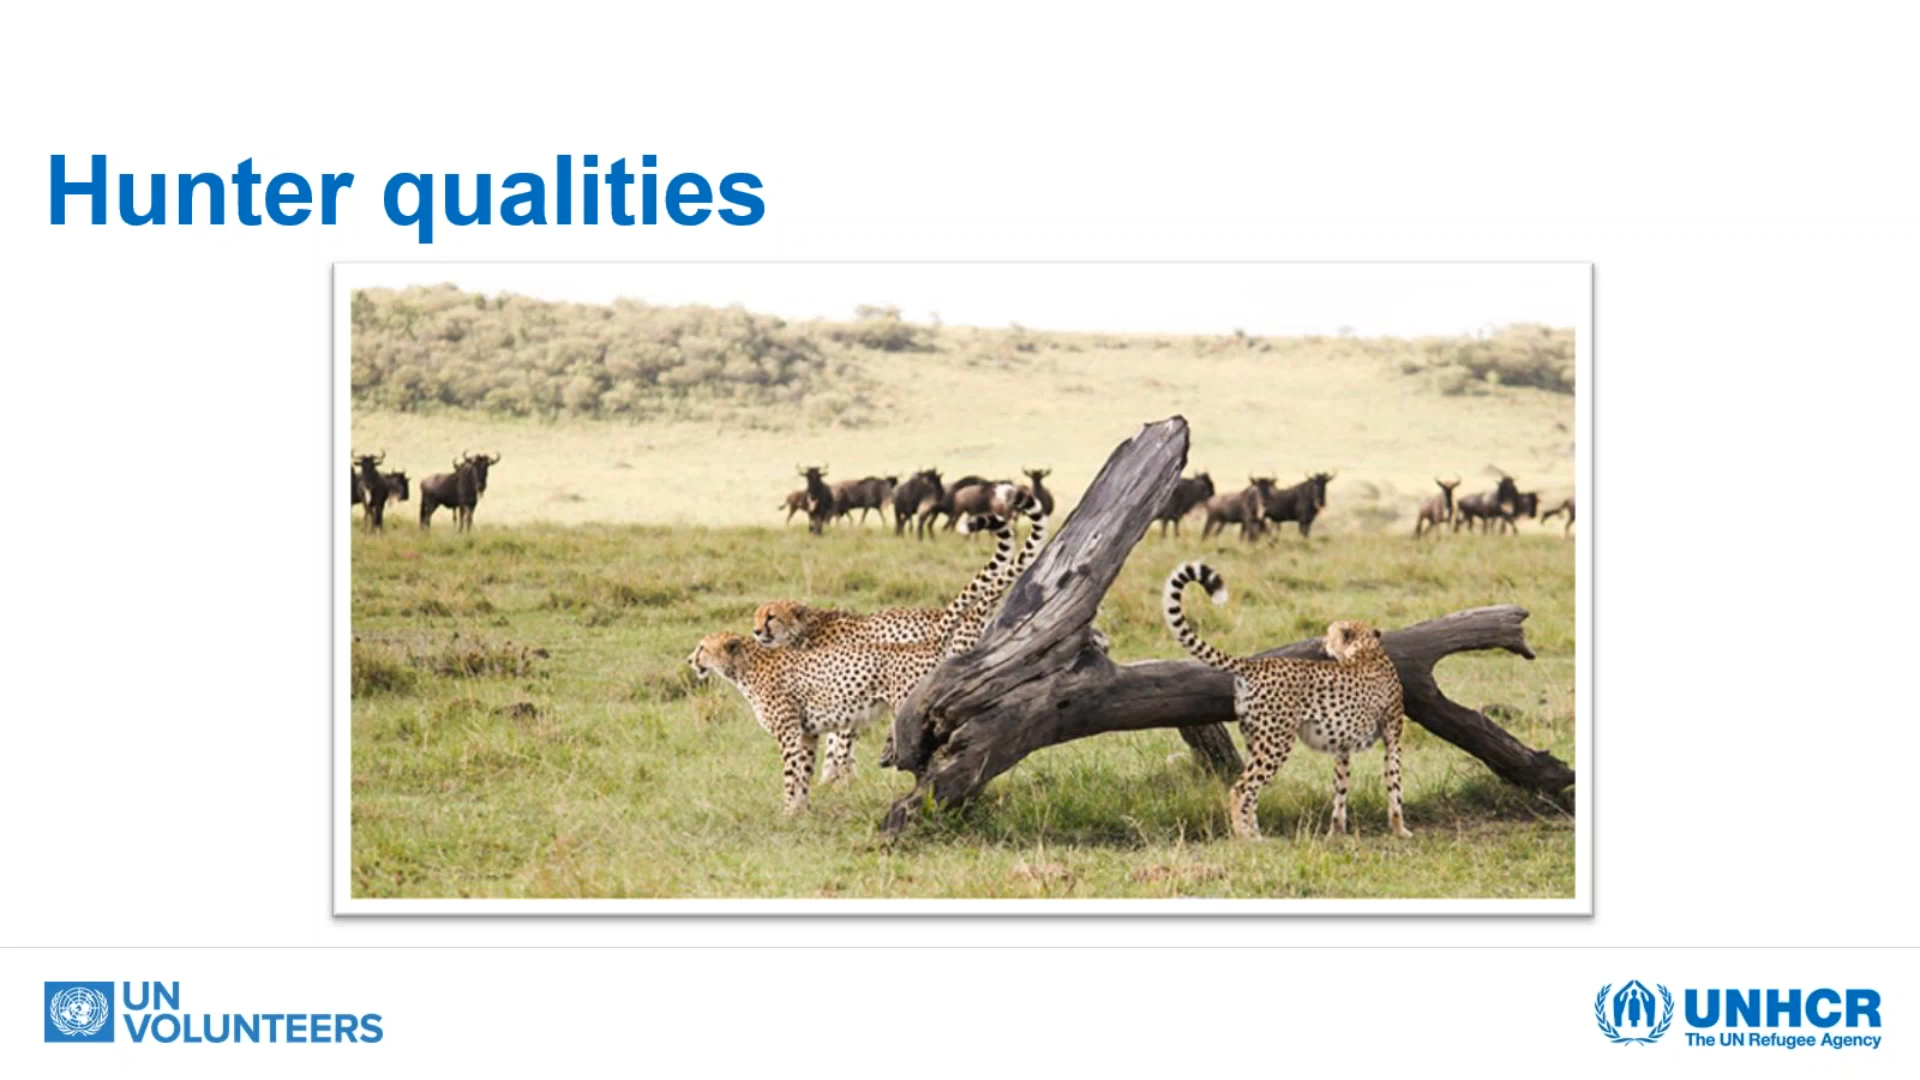 Hunter qualities
UN
VOLUNTEERS
UNHCR
The UN Refugee Agency